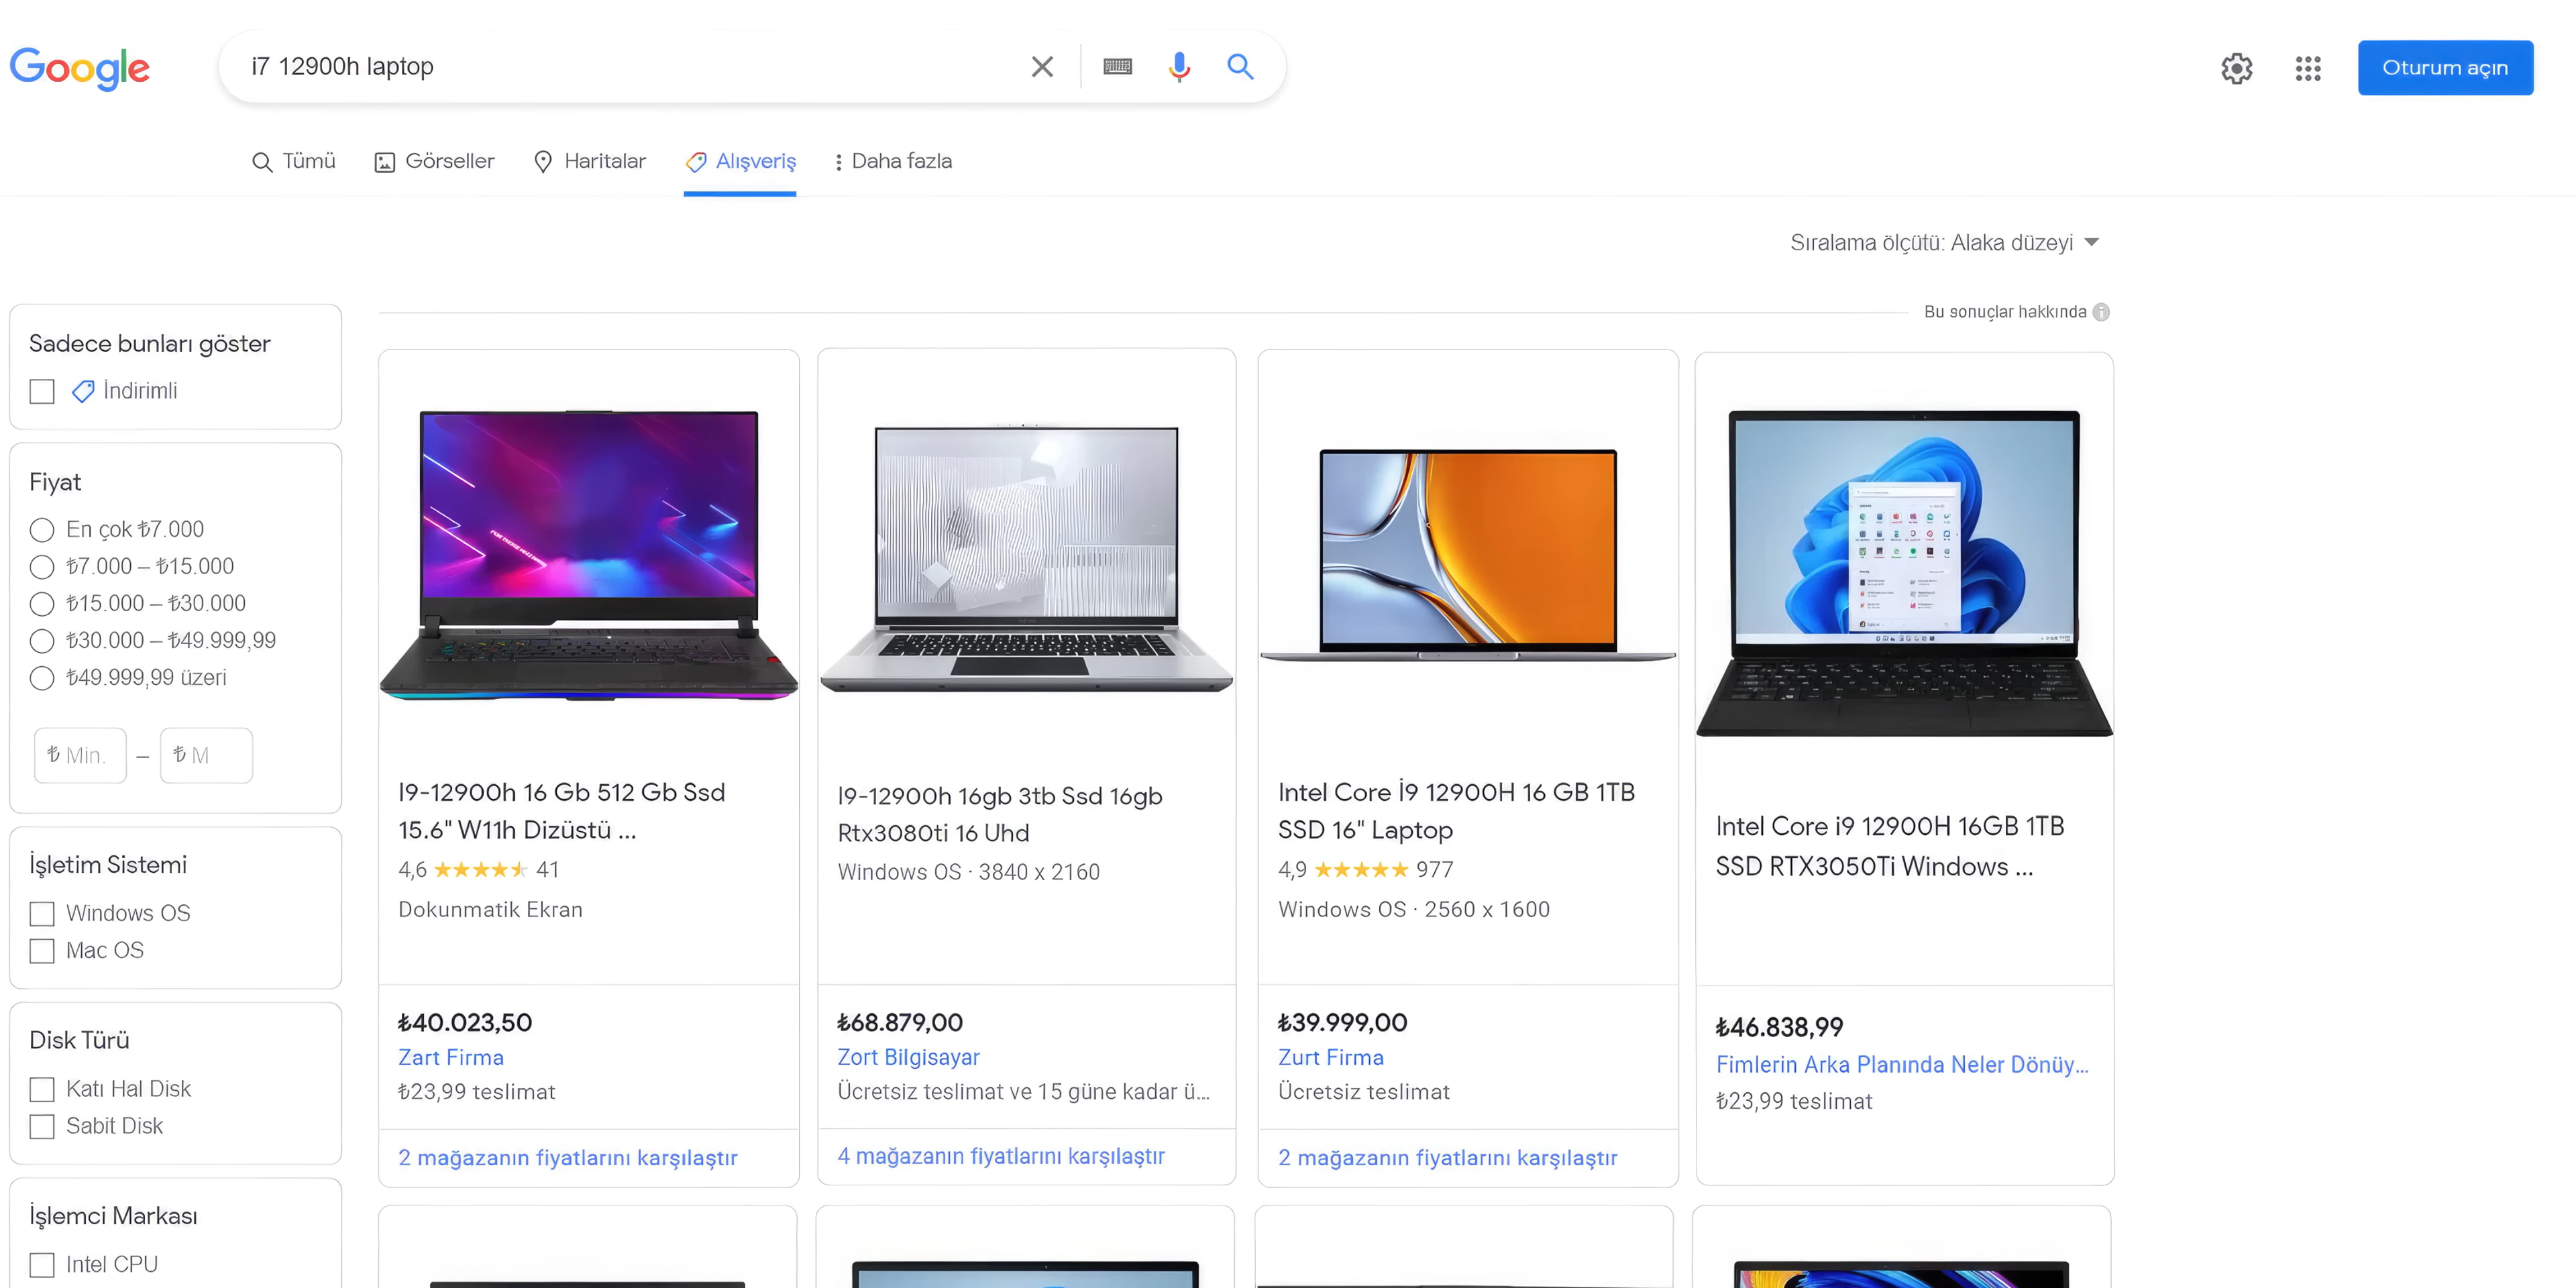 Google
i7 12900h laptop
Oturum açın
Tümü
Görseller
Haritalar
Alışveriş
Daha fazla
Sıralama ölçütü: Alaka düzeyi
Bu sonuçlar hakkında
Sadece bunları göster
İndirimli
Fiyat
En çok ₺7.000
₺7.000 – ₺15.000
₺15.000 – ₺30.000
₺30.000 – ₺49.999,99
₺49.999,99 üzeri
₺ Min. – ₺ M
İşletim Sistemi
Windows OS
Mac OS
Disk Türü
Katı Hal Disk
Sabit Disk
İşlemci Markası
Intel CPU
I9-12900h 16 Gb 512 Gb Ssd
15.6" W11h Dizüstü ...
4,6 41
Dokunmatik Ekran
₺40.023,50
Zart Firma
₺23,99 teslimat
2 mağazanın fiyatlarını karşılaştır
I9-12900h 16gb 3tb Ssd 16gb
Rtx3080ti 16 Uhd
Windows OS · 3840 x 2160
₺68.879,00
Zort Bilgisayar
Ücretsiz teslimat ve 15 güne kadar ü...
4 mağazanın fiyatlarını karşılaştır
Intel Core İ9 12900H 16 GB 1TB
SSD 16" Laptop
4,9 977
Windows OS · 2560 x 1600
₺39.999,00
Zurt Firma
Ücretsiz teslimat
2 mağazanın fiyatlarını karşılaştır
Intel Core i9 12900H 16GB 1TB
SSD RTX3050Ti Windows ...
₺46.838,99
Fimlerin Arka Planında Neler Dönüy...
₺23,99 teslimat